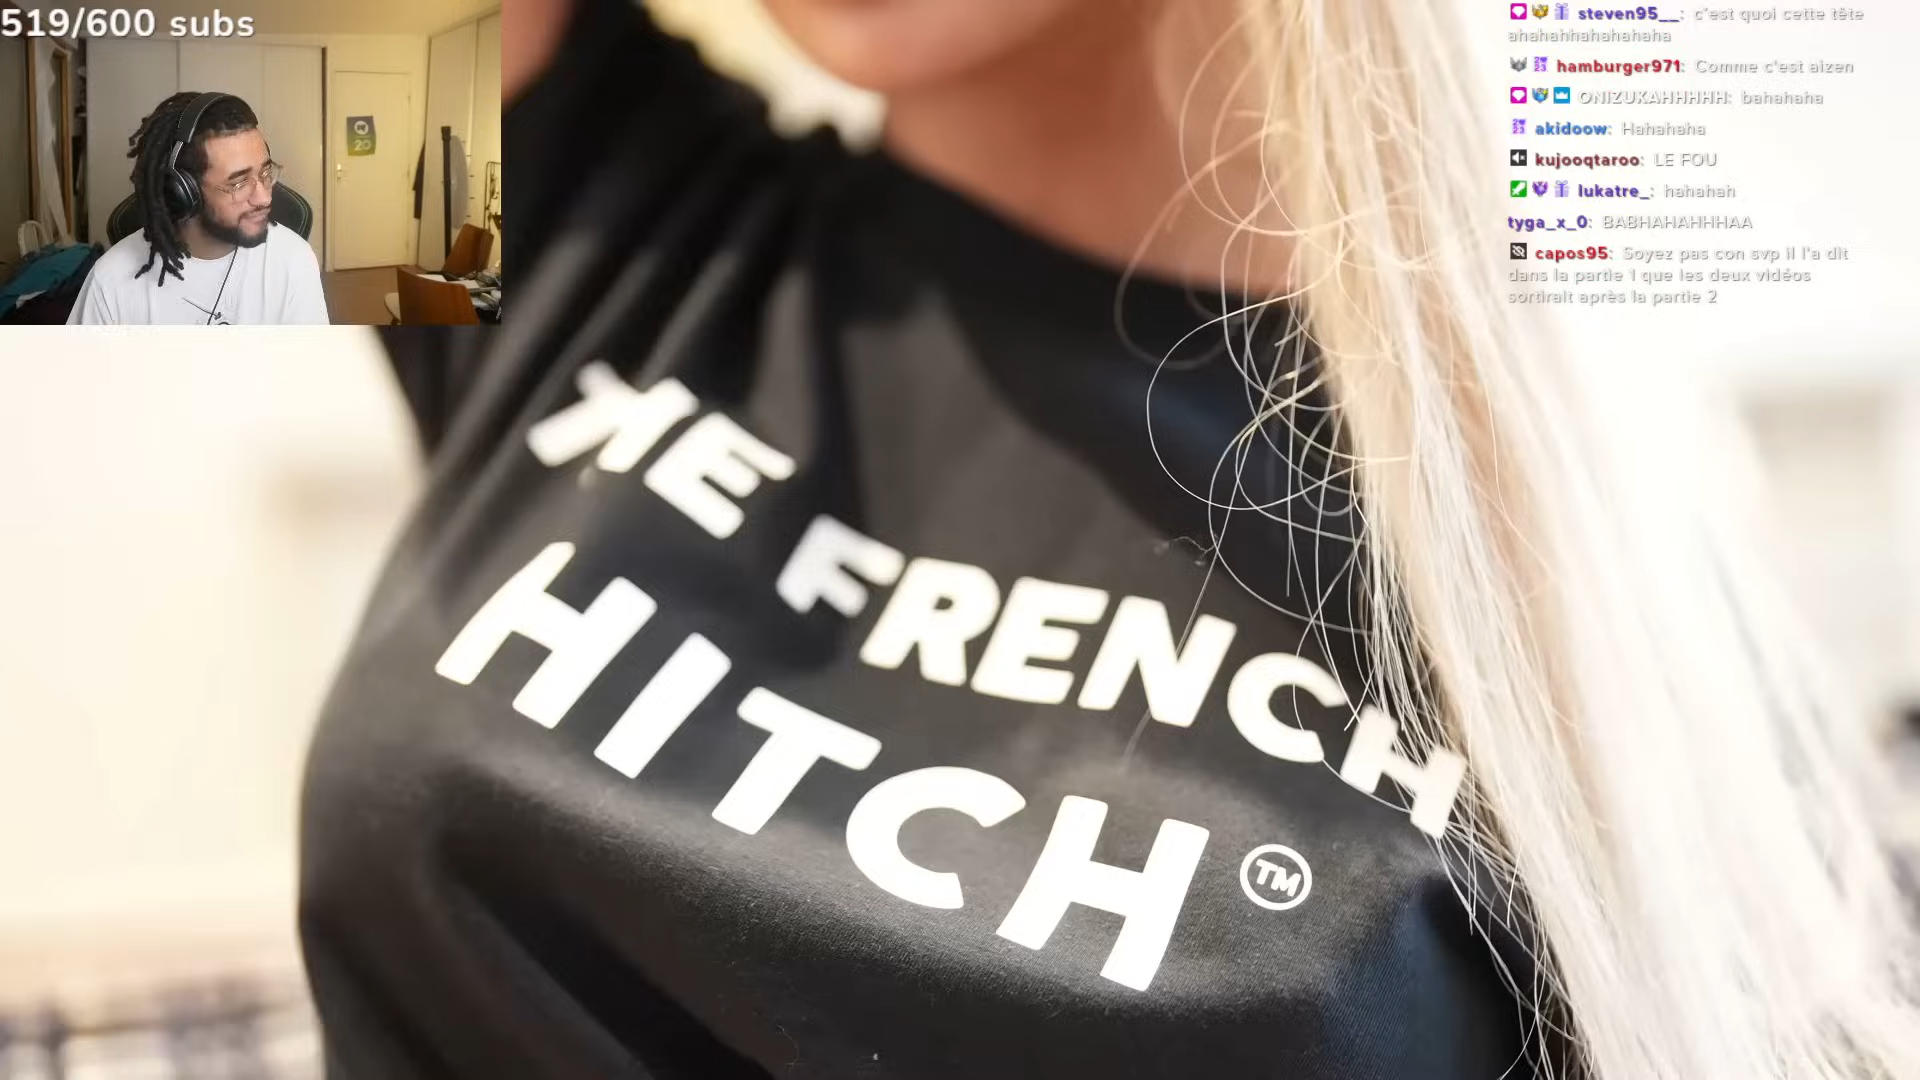 519/600 subs
20
steven95__: c'est quoi cette tête
ahahahhahahahaha
hamburger971: Comme c'est aizen
ONIZUKAHHHHH: bahahaha
akidoow: Hahahaha
kujooqtaroo: LE FOU
lukatre_: hahahah
tyga_x_0: BABHAHAHHHAA
capos95: Soyez pas con svp il l'a dit
dans la partie 1 que les deux vidéos
sortirait après la partie 2
FRENCH
HITCH TM